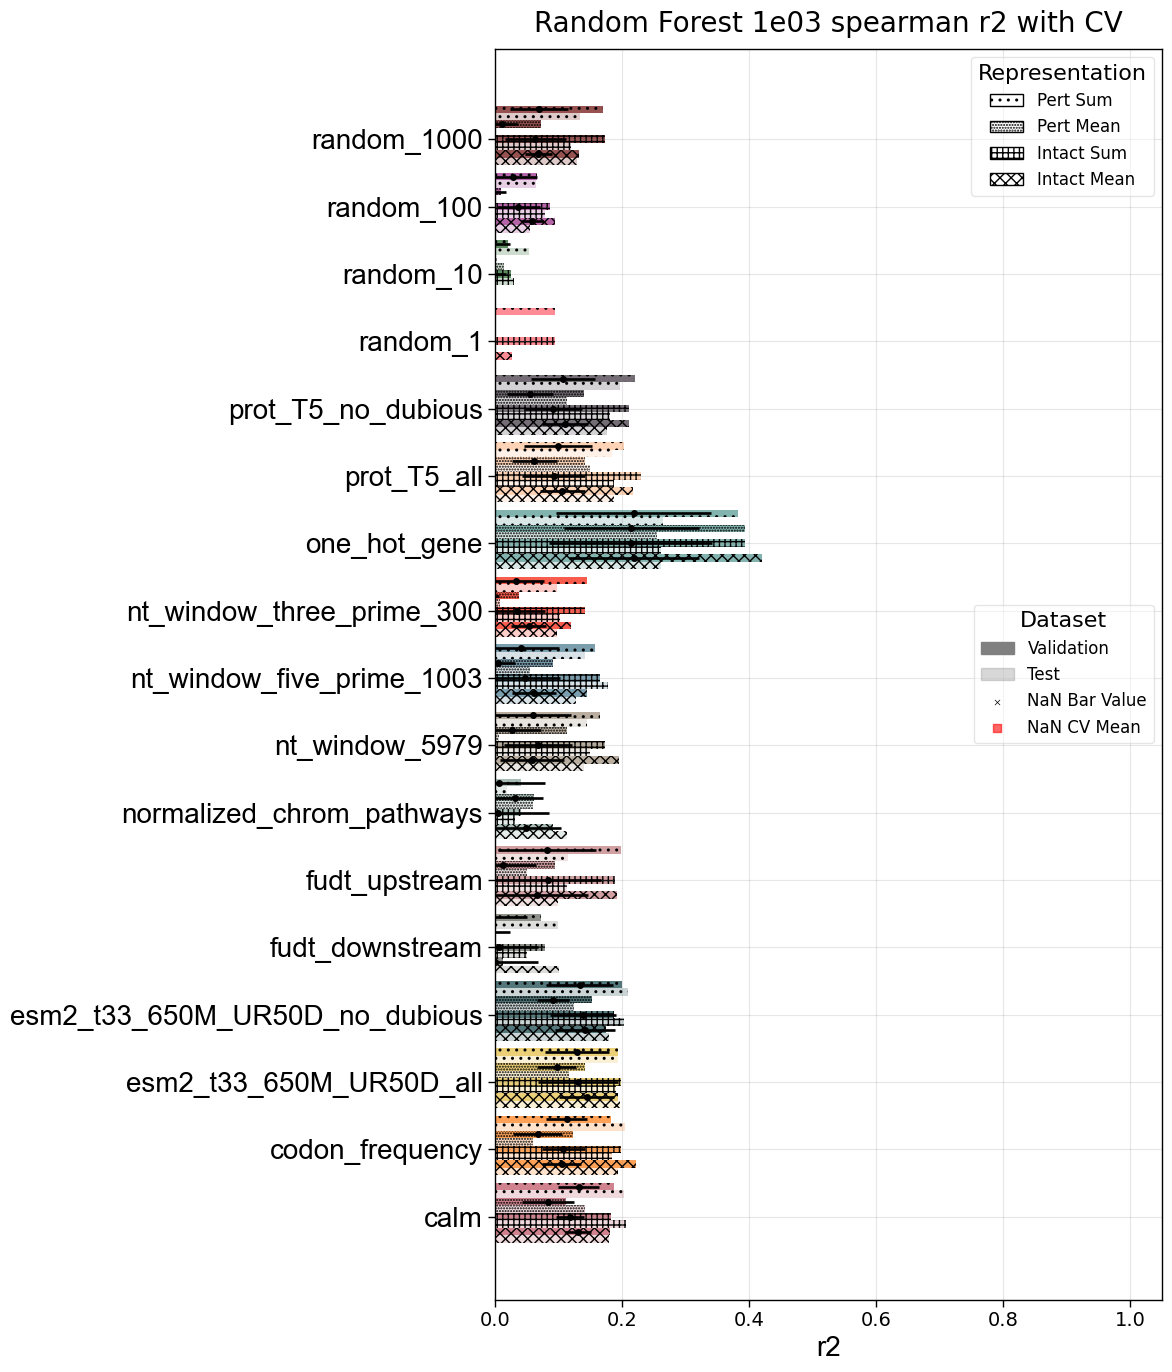 Random Forest 1e03 spearman r2 with CV
Representation
Pert Sum
Pert Mean
Intact Sum
Intact Mean
random_1000
random_100
random_10
random_1
prot_T5_no_dubious
prot_T5_all
one_hot_gene
nt_window_three_prime_300
nt_window_five_prime_1003
nt_window_5979
normalized_chrom_pathways
fudt_upstream
fudt_downstream
esm2_t33_650M_UR50D_no_dubious
esm2_t33_650M_UR50D_all
codon_frequency
calm
Dataset
Validation
Test
NaN Bar Value
NaN CV Mean
0.0 0.2 0.4 0.6 0.8 1.0
r2